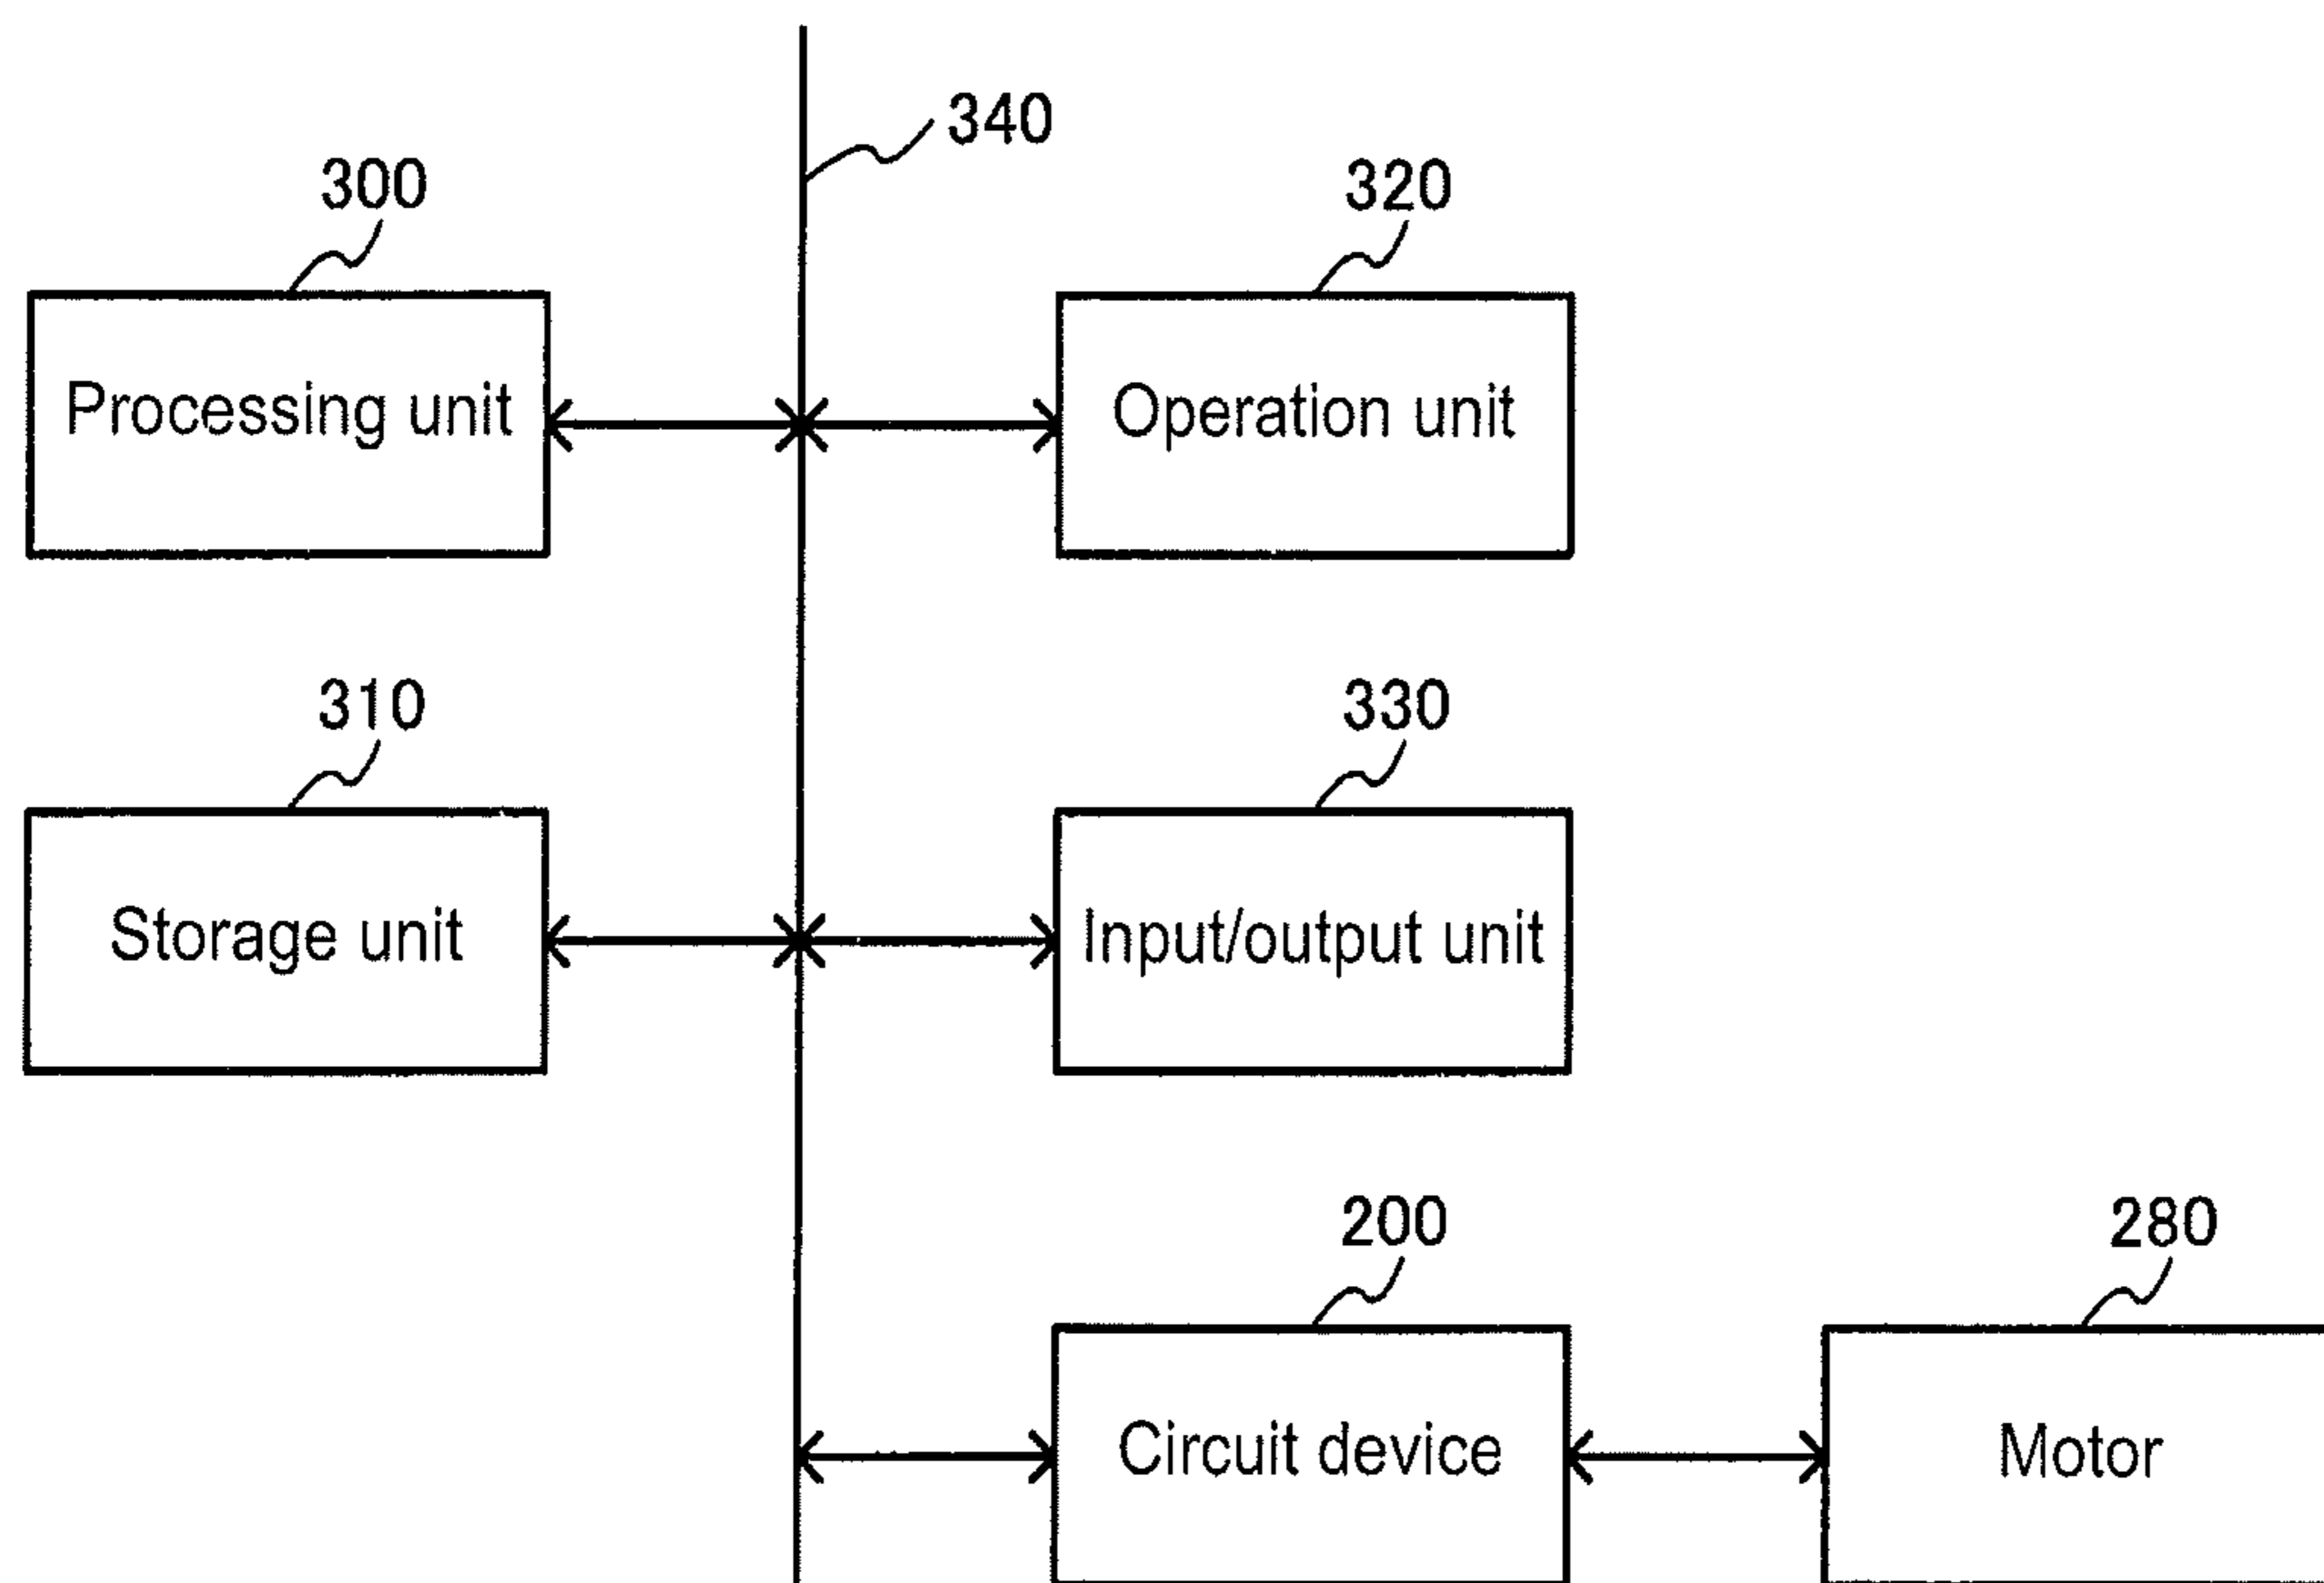 340
300
320
Processing unit
Operation unit
310
330
Storage unit
Input/output unit
200
280
Circuit device
Motor